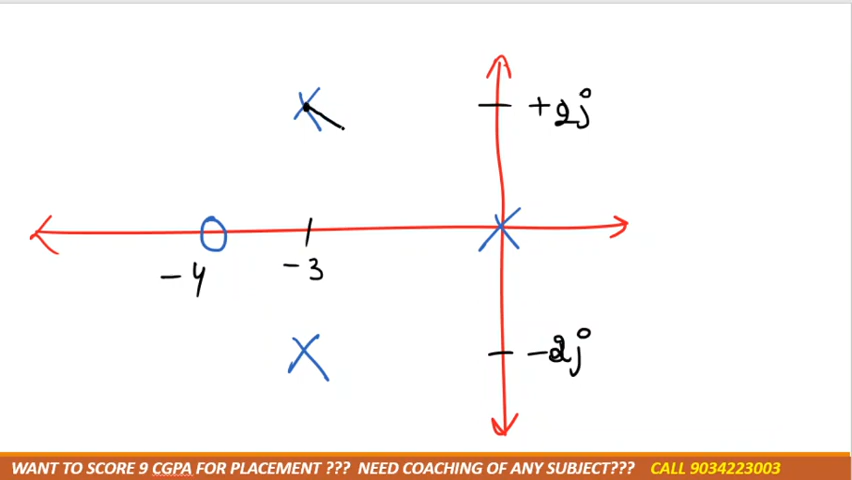 +2j
-4
-3
-2j
WANT TO SCORE 9 CGPA FOR PLACEMENT ??? NEED COACHING OF ANY SUBJECT??? CALL 9034223003